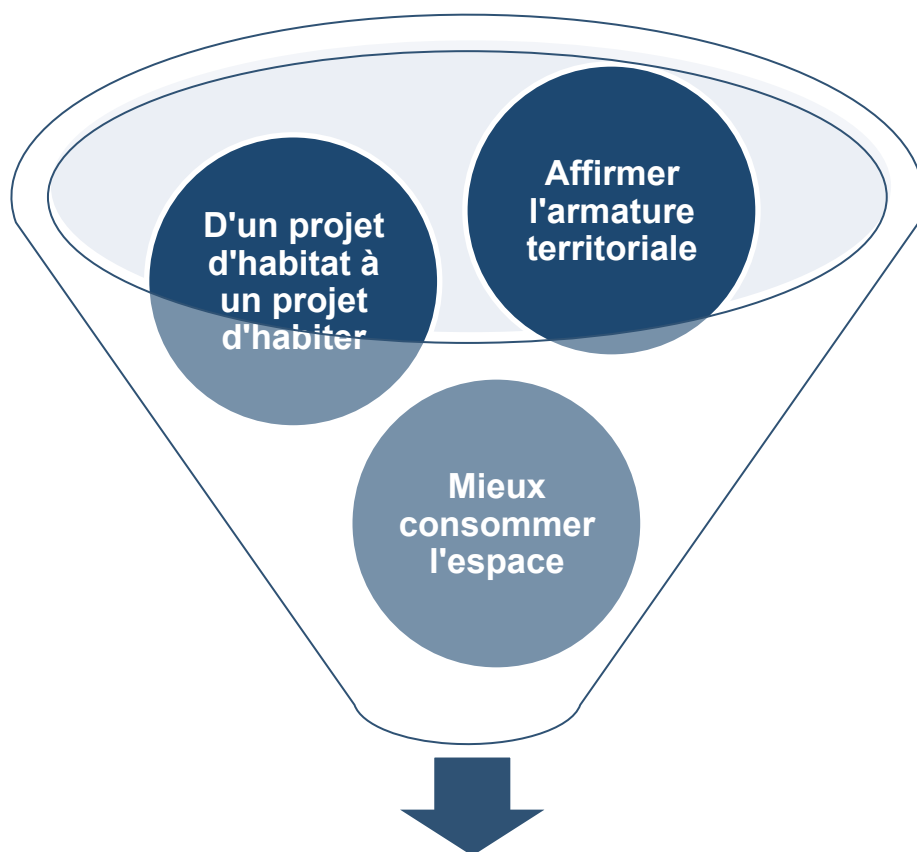 D'un projet
d'habitat à
un projet
d'habiter
Affirmer
l'armature
territoriale
Mieux
consommer
l'espace